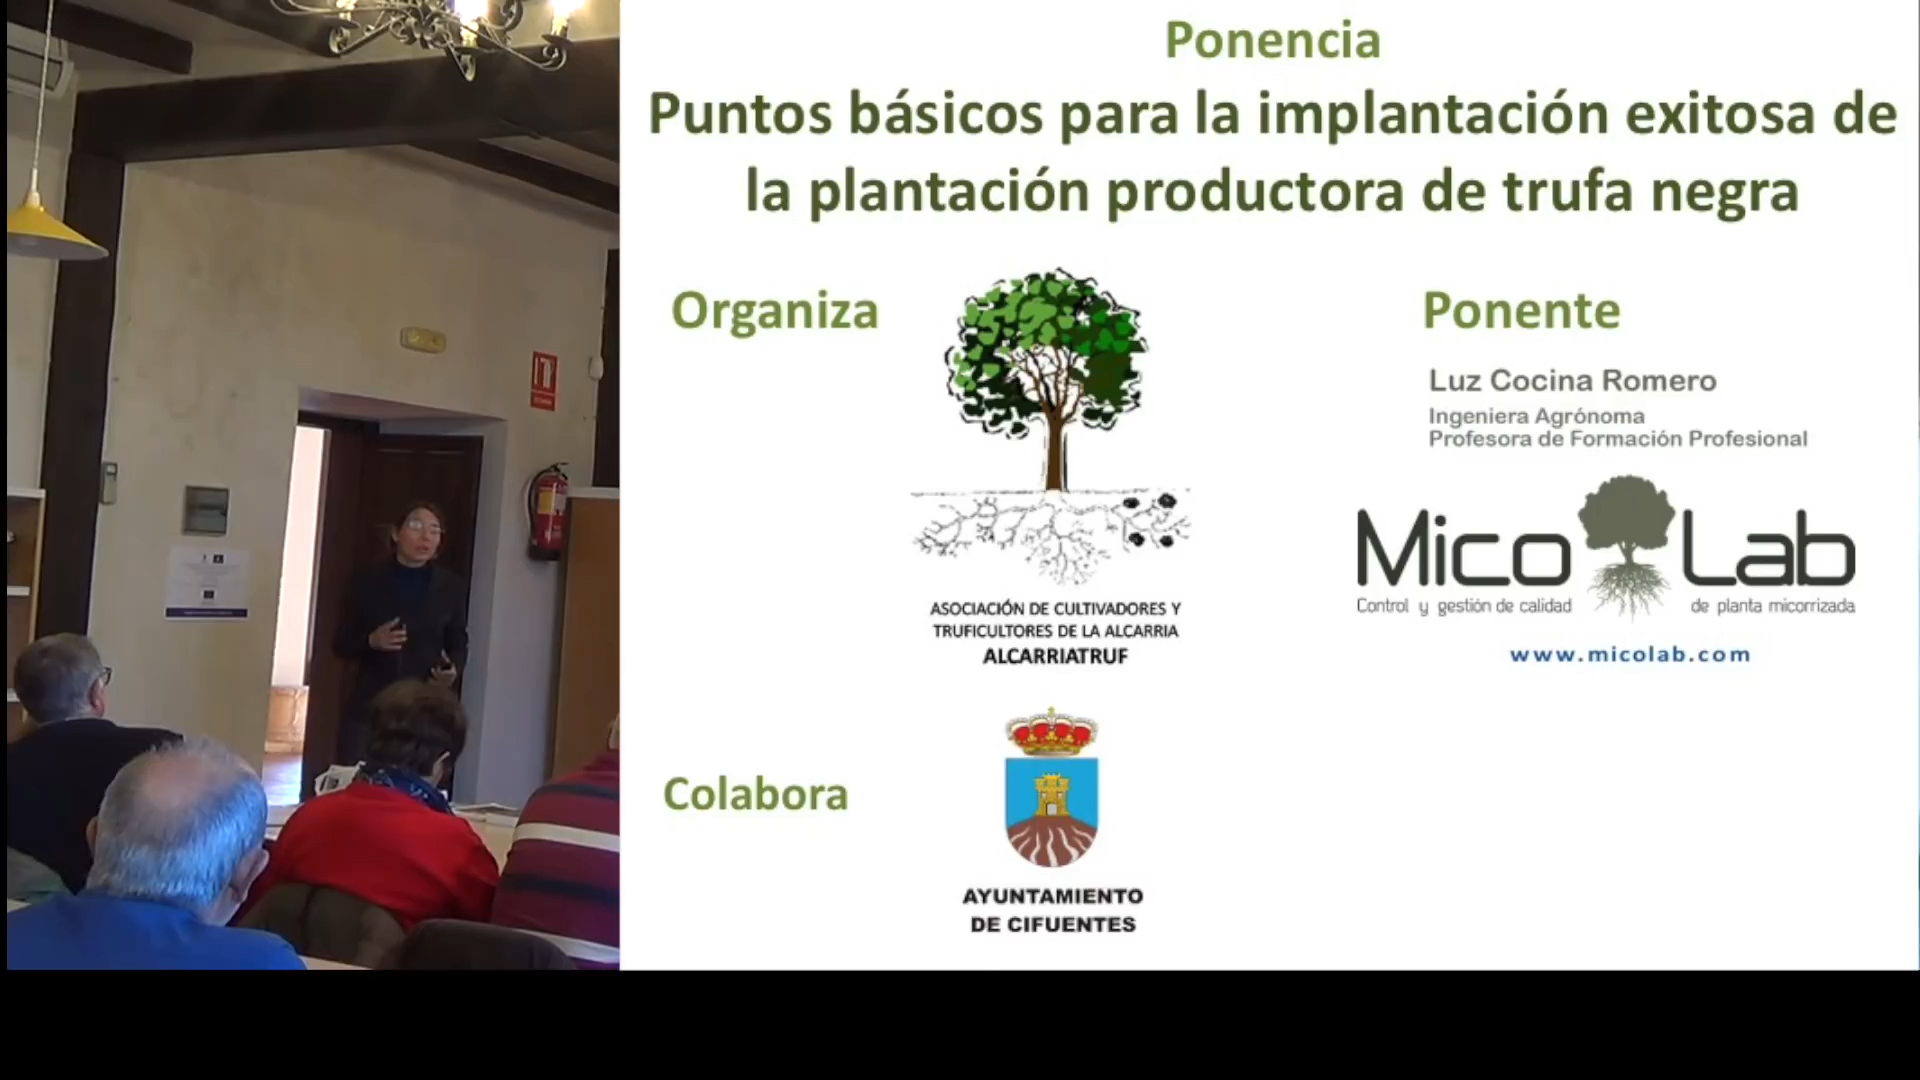 Ponencia
Puntos básicos para la implantación exitosa de
la plantación productora de trufa negra
Organiza
ASOCIACIÓN DE CULTIVADORES Y
TRUFICULTORES DE LA ALCARRIA
ALCARRIATRUF
Ponente
Luz Cocina Romero
Ingeniera Agrónoma
Profesora de Formación Profesional
Mico Lab
Control y gestión de calidad de planta micorrizada
www.micolab.com
Colabora
AYUNTAMIENTO
DE CIFUENTES